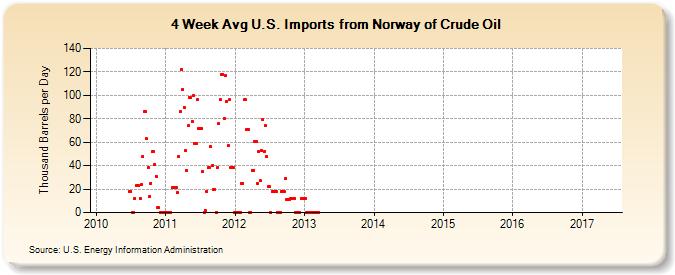 4 Week Avg U.S. Imports from Norway of Crude Oil
Thousand Barrels per Day
140
120
100
80
60
40
20
0
2010 2011 2012 2013 2014 2015 2016 2017
Source: U.S. Energy Information Administration